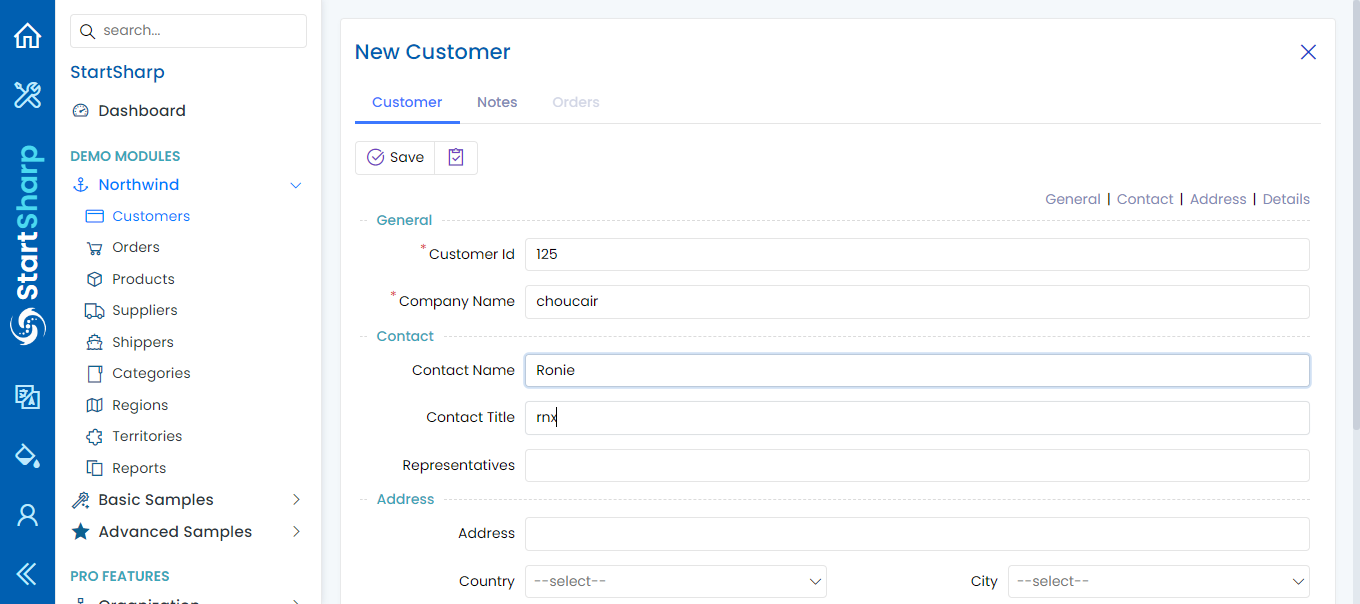 StartSharp
search...
StartSharp
Dashboard
DEMO MODULES
Northwind
Customers
Orders
Products
Suppliers
Shippers
Categories
Regions
Territories
Reports
Basic Samples
Advanced Samples
PRO FEATURES
Organization
New Customer
Customer Notes Orders
Save
General | Contact | Address | Details
General
* Customer Id 125
* Company Name choucair
Contact
Contact Name Ronie
Contact Title rnx
Representatives
Address
Address
Country --select-- City --select--